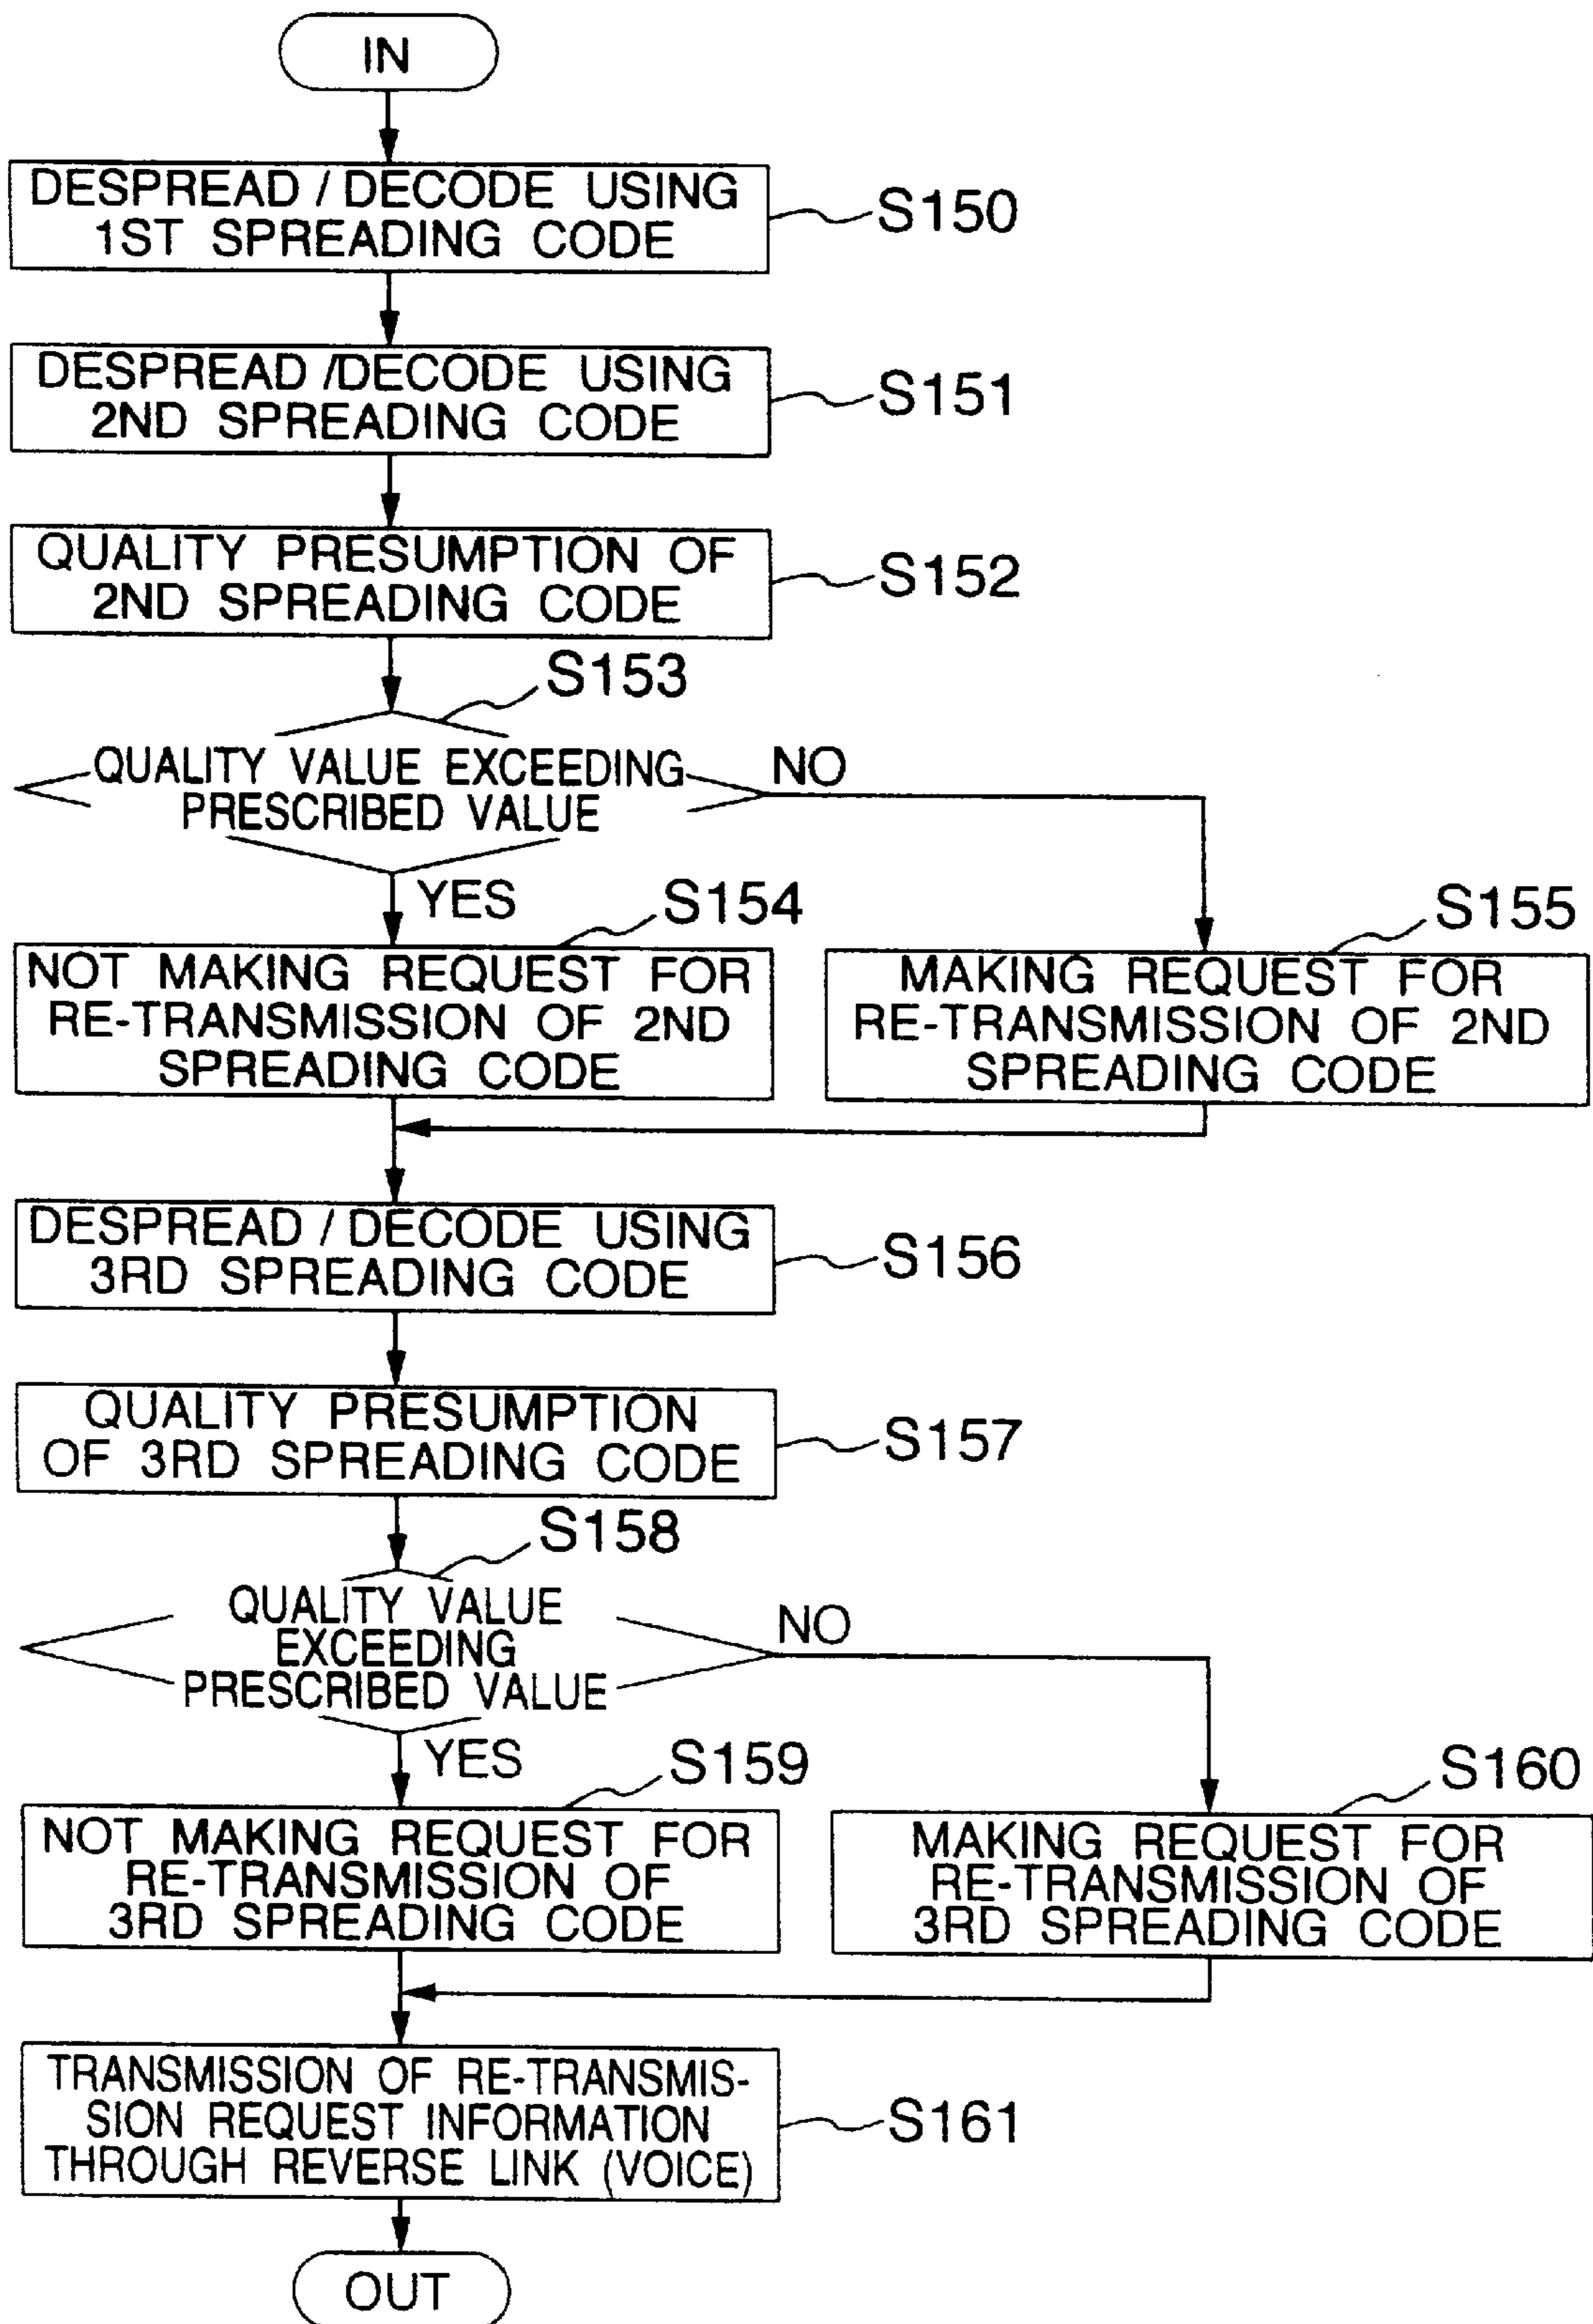 IN
DESPREAD / DECODE USING
1ST SPREADING CODE
S150
DESPREAD /DECODE USING
2ND SPREADING CODE
S151
QUALITY PRESUMPTION OF
2ND SPREADING CODE
S152
S153
QUALITY VALUE EXCEEDING
PRESCRIBED VALUE
NO
YES
S154
S155
NOT MAKING REQUEST FOR
RE-TRANSMISSION OF 2ND
SPREADING CODE
MAKING REQUEST FOR
RE-TRANSMISSION OF 2ND
SPREADING CODE
DESPREAD / DECODE USING
3RD SPREADING CODE
S156
QUALITY PRESUMPTION
OF 3RD SPREADING CODE
S157
S158
QUALITY VALUE
EXCEEDING
PRESCRIBED VALUE
NO
YES
S159
S160
NOT MAKING REQUEST FOR
RE-TRANSMISSION OF
3RD SPREADING CODE
MAKING REQUEST FOR
RE-TRANSMISSION OF
3RD SPREADING CODE
TRANSMISSION OF RE-TRANSMIS-
SION REQUEST INFORMATION
THROUGH REVERSE LINK (VOICE)
S161
OUT